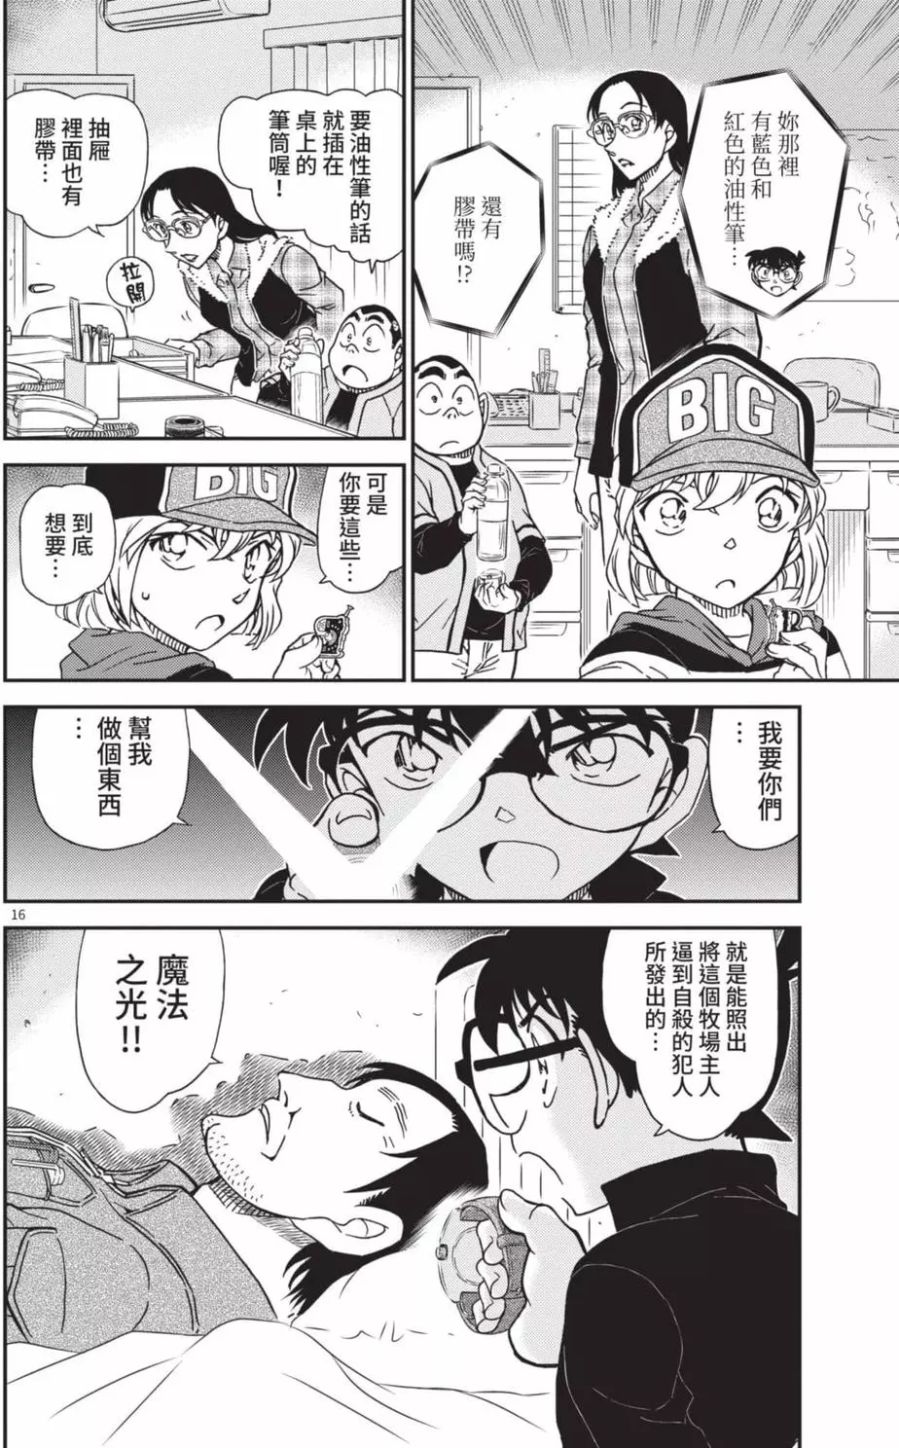 妳那裡
有藍色和
紅色的油性筆…
還有
膠帶嗎!?
BIG
要油性筆的話
就插在
桌上的
筆筒喔！
抽屜
裡面也有
膠帶…
拉開
可是
你要這些…
到底
想要…
BIG
我要你們
…
幫我
做個東西
…
16
就是能照出
將這個牧場主人
逼到自殺的犯人
所發出的…
魔法
之光!!